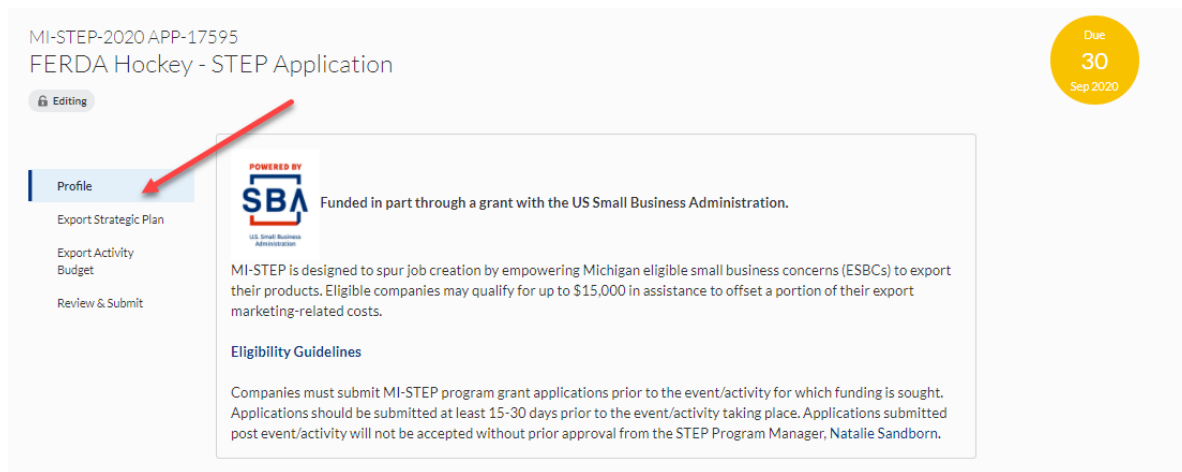 MI-STEP-2020 APP-17595
FERDA Hockey - STEP Application
Editing
Due
30
Sep 2020
Profile
Export Strategic Plan
Export Activity
Budget
Review & Submit
POWERED BY
SBA
U.S. Small Business
Administration
Funded in part through a grant with the US Small Business Administration.
MI-STEP is designed to spur job creation by empowering Michigan eligible small business concerns (ESBCs) to export
their products. Eligible companies may qualify for up to $15,000 in assistance to offset a portion of their export
marketing-related costs.
Eligibility Guidelines
Companies must submit MI-STEP program grant applications prior to the event/activity for which funding is sought.
Applications should be submitted at least 15-30 days prior to the event/activity taking place. Applications submitted
post event/activity will not be accepted without prior approval from the STEP Program Manager, Natalie Sandborn.